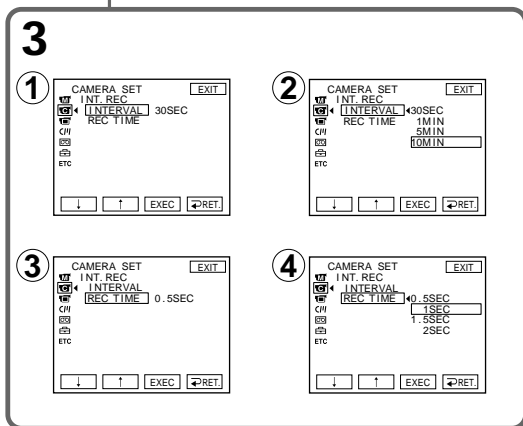 3
1
CAMERA SET EXIT
INT. REC
INTERVAL 30SEC
REC TIME
ETC
↓ ↑ EXEC RET.
2
CAMERA SET EXIT
INT. REC
INTERVAL 30SEC
REC TIME 1MIN
5MIN
10MIN
ETC
↓ ↑ EXEC RET.
3
CAMERA SET EXIT
INT. REC
INTERVAL
REC TIME 0.5SEC
ETC
↓ ↑ EXEC RET.
4
CAMERA SET EXIT
INT. REC
INTERVAL
REC TIME 0.5SEC
1SEC
1.5SEC
2SEC
ETC
↓ ↑ EXEC RET.